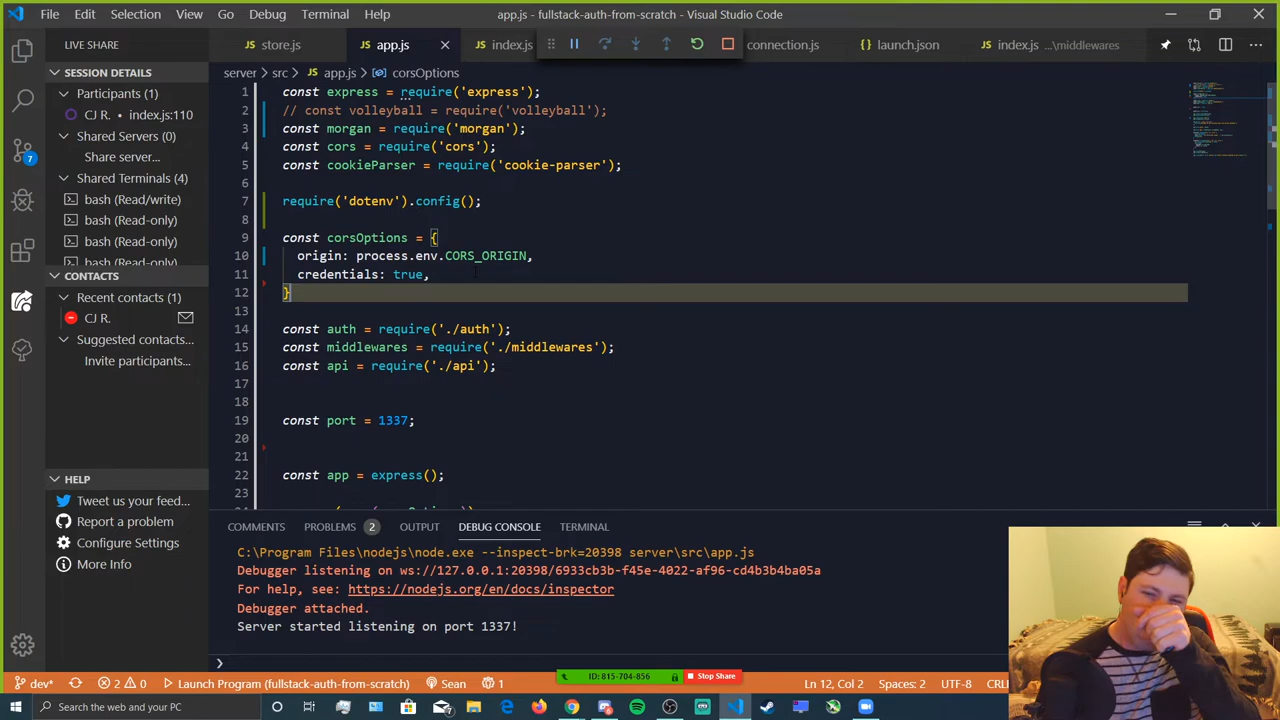 File Edit Selection View Go Debug Terminal Help
app.js - fullstack-auth-from-scratch - Visual Studio Code
LIVE SHARE
store.js
app.js
index.js
connection.js
launch.json
index.js ...\middlewares
SESSION DETAILS
Participants (1)
CJ R. • index.js:110
Shared Servers (0)
Share server...
Shared Terminals (4)
bash (Read/write)
bash (Read-only)
bash (Read-only)
bash (Read-only)
CONTACTS
Recent contacts (1)
CJ R.
Suggested contacts...
Invite participants...
HELP
Tweet us your feed...
Report a problem
Configure Settings
More Info
7
server > src > app.js > corsOptions
1 const express = require('express');
2 // const volleyball = require('volleyball');
3 const morgan = require('morgan');
4 const cors = require('cors');
5 const cookieParser = require('cookie-parser');
6
7 require('dotenv').config();
8
9 const corsOptions = {
10 origin: process.env.CORS_ORIGIN,
11 credentials: true,
12 }
13
14 const auth = require('./auth');
15 const middlewares = require('./middlewares');
16 const api = require('./api');
17
18
19 const port = 1337;
20
21
22 const app = express();
23
COMMENTS PROBLEMS 2 OUTPUT DEBUG CONSOLE TERMINAL
C:\Program Files\nodejs\node.exe --inspect-brk=20398 server\src\app.js
Debugger listening on ws://127.0.0.1:20398/6933cb3b-f45e-4022-af96-cd4b3b4ba05a
For help, see: https://nodejs.org/en/docs/inspector
Debugger attached.
Server started listening on port 1337!
dev* 2 0 Launch Program (fullstack-auth-from-scratch) Sean 1
ID: 815-704-856 Stop Share
Ln 12, Col 2 Spaces: 2 UTF-8
Search the web and your PC